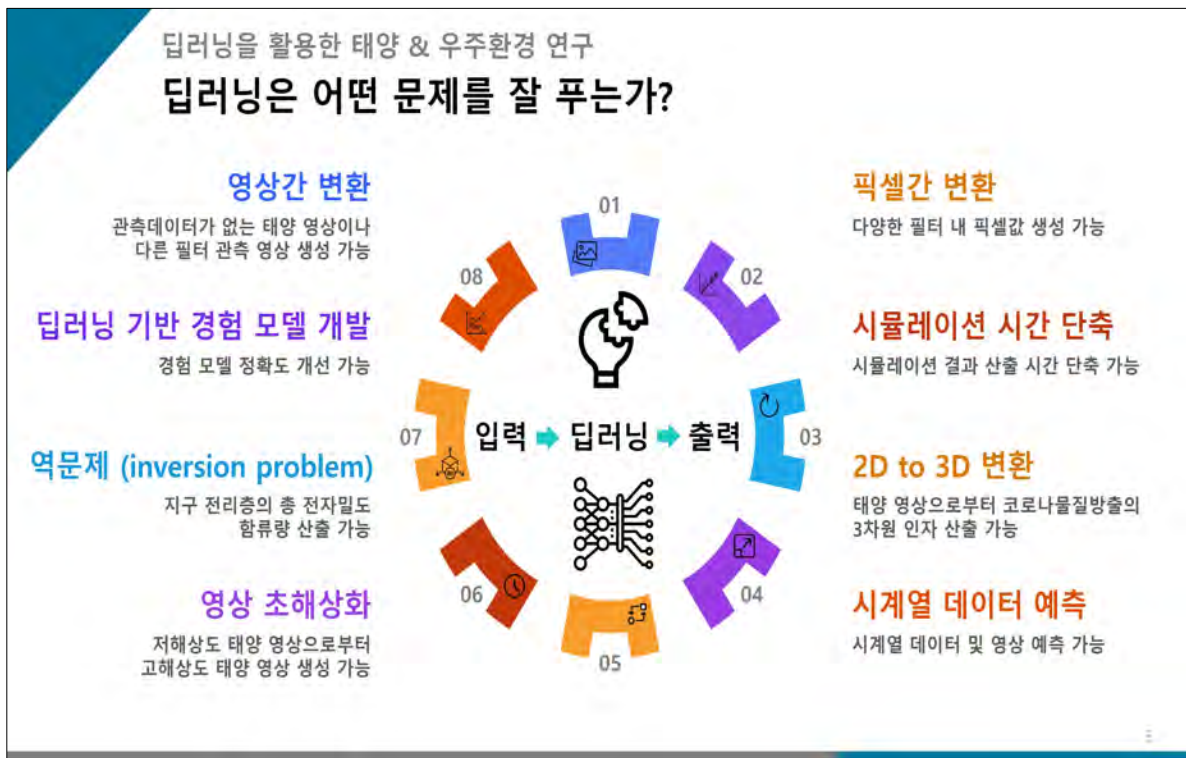 딥러닝을 활용한 태양 & 우주환경 연구
딥러닝은 어떤 문제를 잘 푸는가?
영상간 변환
관측데이터가 없는 태양 영상이나
다른 필터 관측 영상 생성 가능
딥러닝 기반 경험 모델 개발
경험 모델 정확도 개선 가능
역문제 (inversion problem)
지구 전리층의 총 전자밀도
함류량 산출 가능
영상 초해상화
저해상도 태양 영상으로부터
고해상도 태양 영상 생성 가능
01
02
03
04
05
06
07
08
입력 딥러닝 출력
픽셀간 변환
다양한 필터 내 픽셀값 생성 가능
시뮬레이션 시간 단축
시뮬레이션 결과 산출 시간 단축 가능
2D to 3D 변환
태양 영상으로부터 코로나물질방출의
3차원 인자 산출 가능
시계열 데이터 예측
시계열 데이터 및 영상 예측 가능